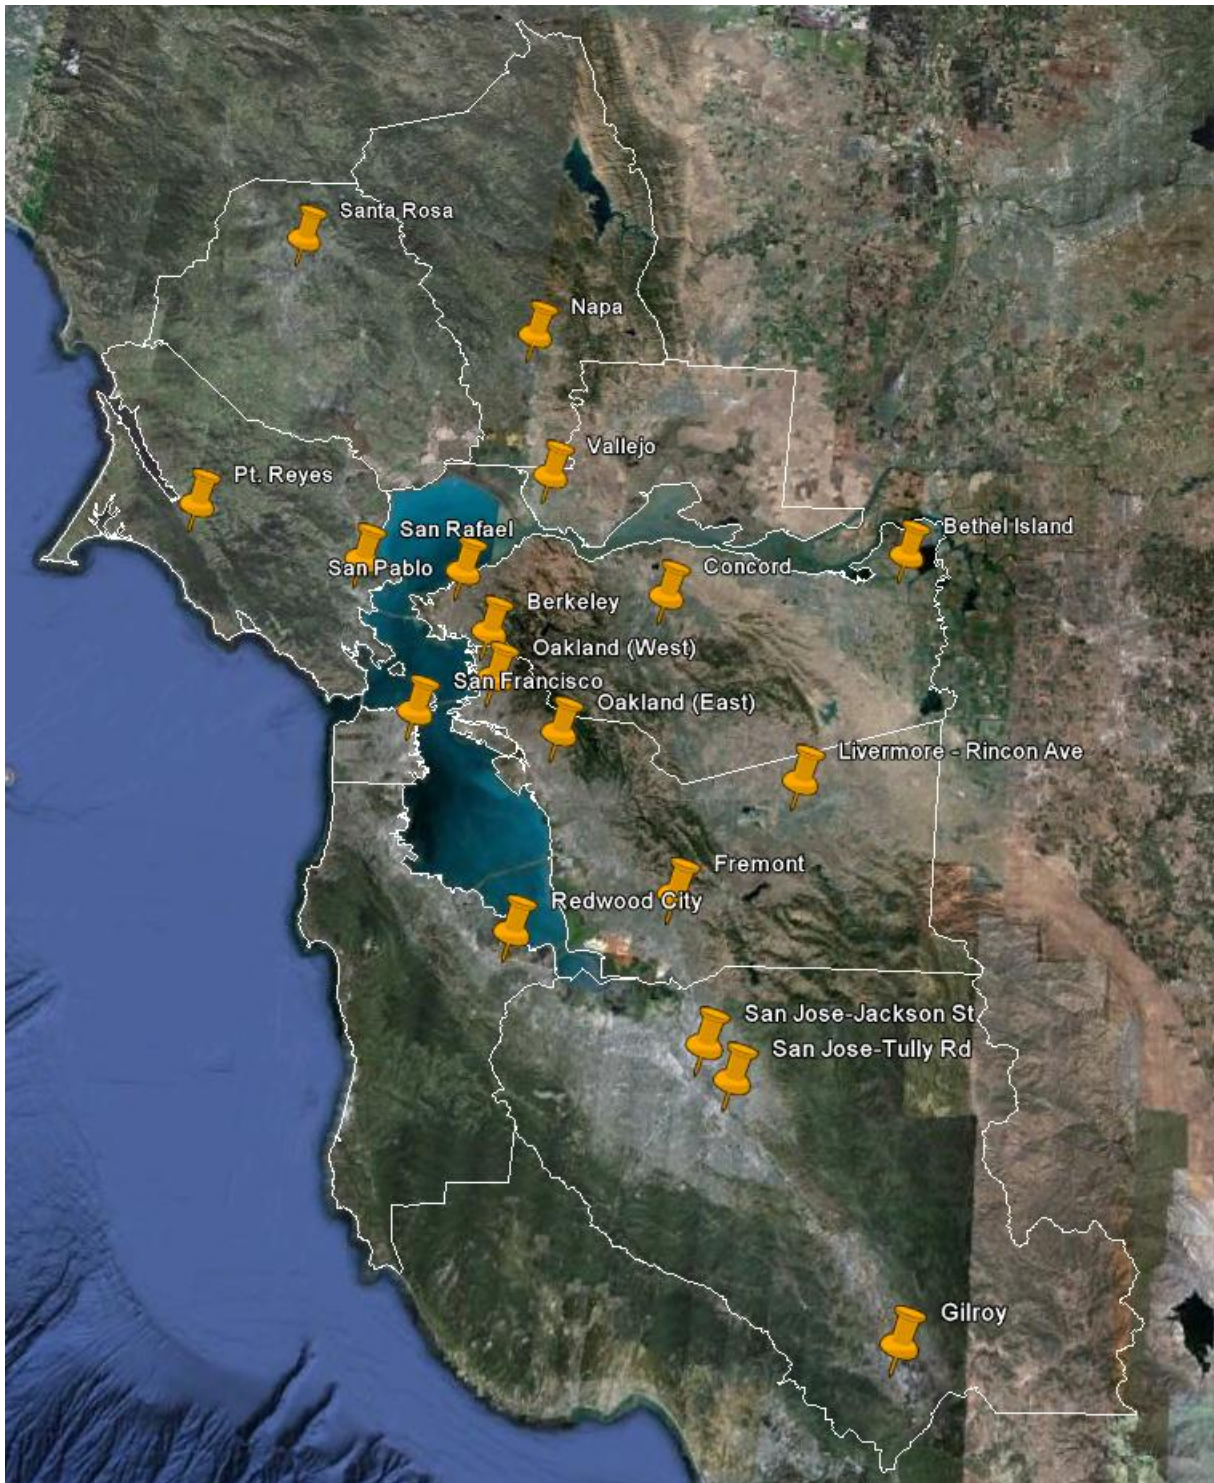 Santa Rosa
Napa
Vallejo
Pt. Reyes
San Rafael
Bethel Island
San Pablo
Concord
Berkeley
Oakland (West)
San Francisco
Oakland (East)
Livermore - Rincon Ave
Fremont
Redwood City
San Jose-Jackson St
San Jose-Tully Rd
Gilroy